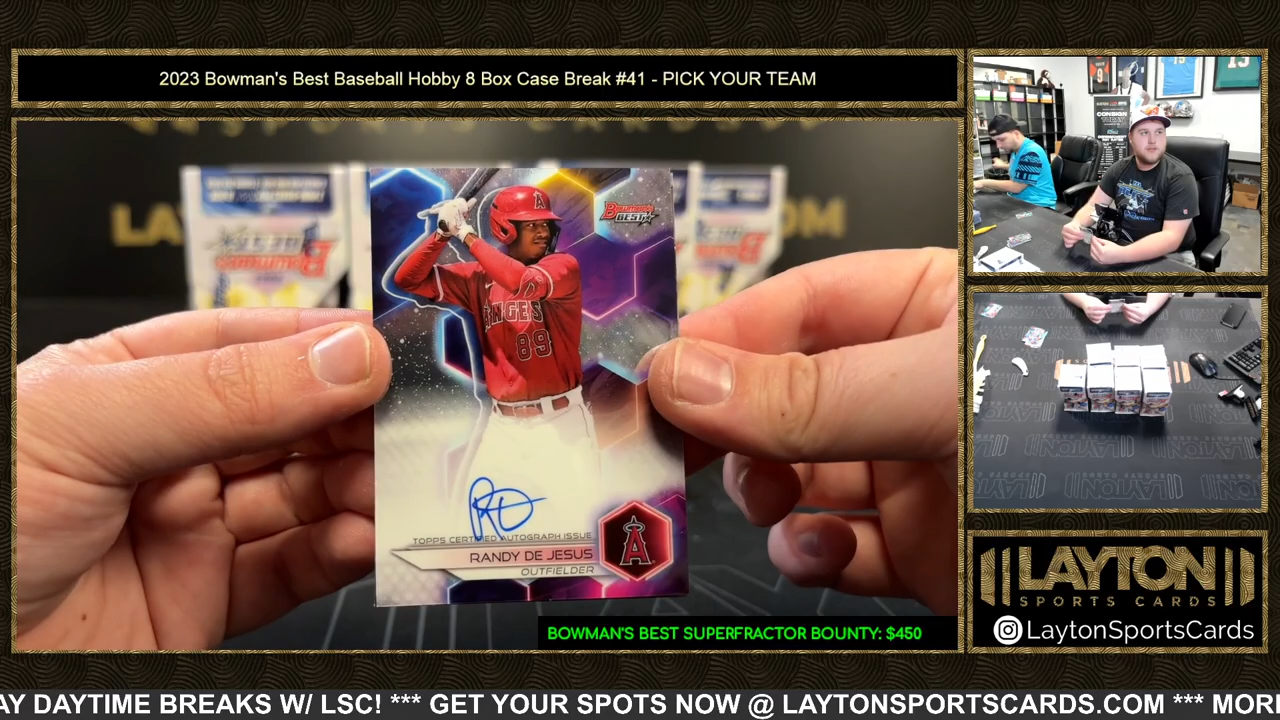 2023 Bowman's Best Baseball Hobby 8 Box Case Break #41 - PICK YOUR TEAM
Bowman's
BEST
ANGELS
89
TOPPS CERTIFIED AUTOGRAPH ISSUE
RANDY DE JESUS
OUTFIELDER
A
BOWMAN'S BEST SUPERFRACTOR BOUNTY: $450
LAYTON
SPORTS CARDS
LaytonSportsCards
AY DAYTIME BREAKS W/ LSC! *** GET YOUR SPOTS NOW @ LAYTONSPORTSCARDS.COM *** MORE